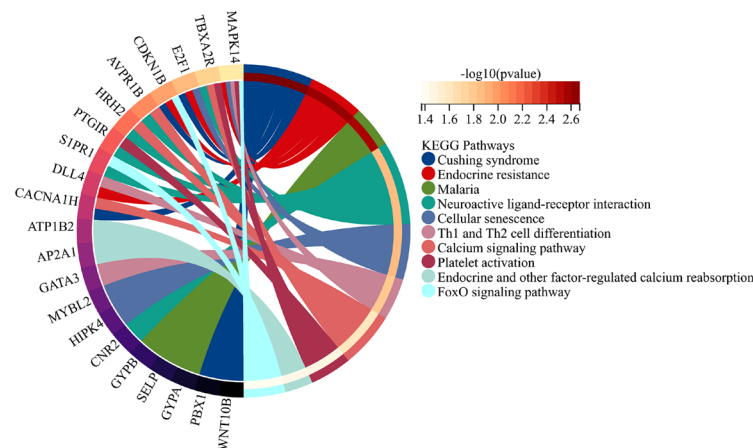 MAPK14
TBXA2R
E2F1
CDKN1B
AVPR1B
HRH2
PTGIR
S1PR1
DLL4
CACNA1H
ATP1B2
AP2A1
GATA3
MYBL2
HIPK4
CNR2
GYPB
SELP
GYPA
PBX1
WNT10B
-log10(pvalue)
1.4 1.6 1.8 2.0 2.2 2.4 2.6
KEGG Pathways
Cushing syndrome
Endocrine resistance
Malaria
Neuroactive ligand-receptor interaction
Cellular senescence
Th1 and Th2 cell differentiation
Calcium signaling pathway
Platelet activation
Endocrine and other factor-regulated calcium reabsorption
FoxO signaling pathway